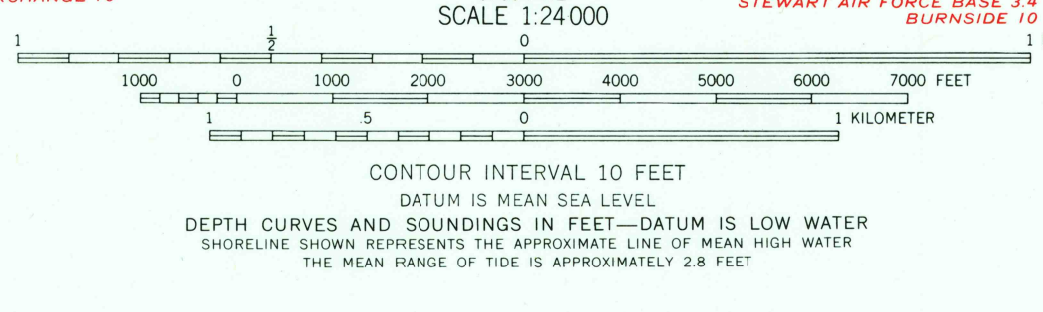 STEWART AIR FORCE BASE 3.4
BURNSIDE 10
SCALE 1:24 000
1 1/2 0 1
1000 0 1000 2000 3000 4000 5000 6000 7000 FEET
1 .5 0 1 KILOMETER
CONTOUR INTERVAL 10 FEET
DATUM IS MEAN SEA LEVEL
DEPTH CURVES AND SOUNDINGS IN FEET—DATUM IS LOW WATER
SHORELINE SHOWN REPRESENTS THE APPROXIMATE LINE OF MEAN HIGH WATER
THE MEAN RANGE OF TIDE IS APPROXIMATELY 2.8 FEET